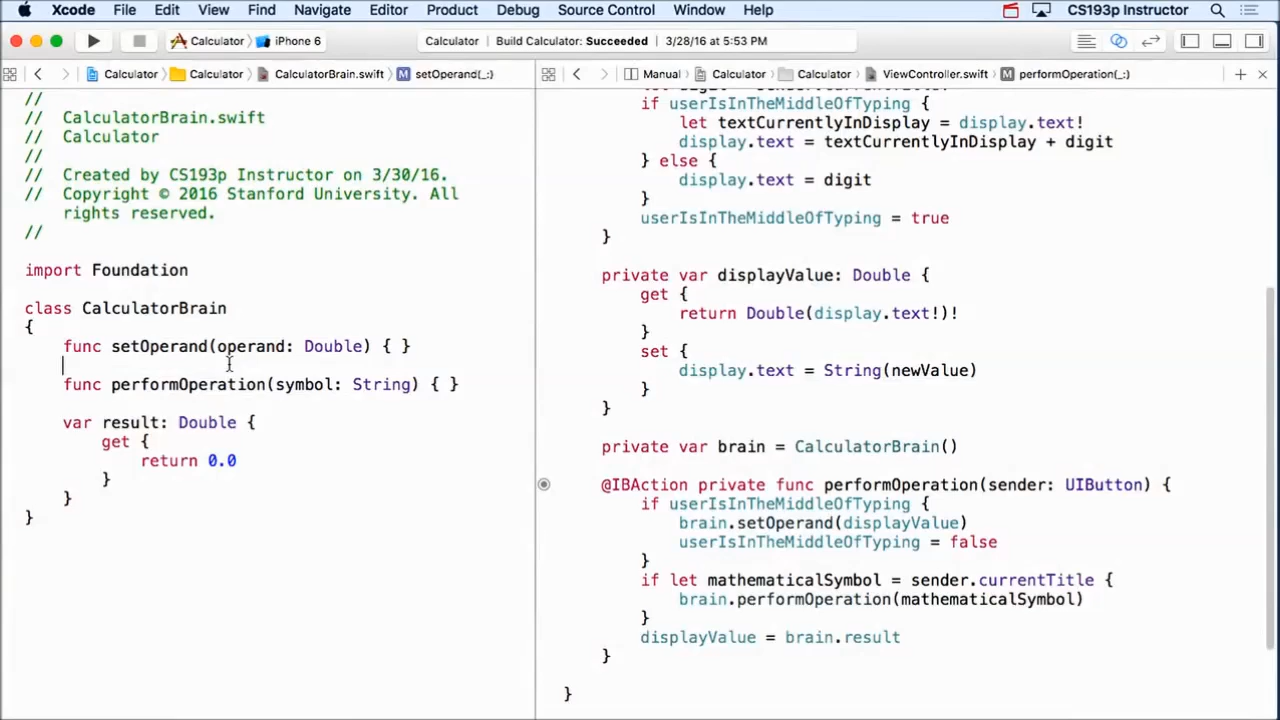 Xcode File Edit View Find Navigate Editor Product Debug Source Control Window Help CS193p Instructor
Calculator iPhone 6 Calculator Build Calculator: Succeeded 3/28/16 at 5:53 PM
Calculator Calculator CalculatorBrain.swift M setOperand(_:)
Manual Calculator Calculator ViewController.swift M performOperation(_:)
//
// CalculatorBrain.swift
// Calculator
//
// Created by CS193p Instructor on 3/30/16.
// Copyright © 2016 Stanford University. All
rights reserved.
//
import Foundation
class CalculatorBrain
{
func setOperand(operand: Double) { }
func performOperation(symbol: String) { }
var result: Double {
get {
return 0.0
}
}
}
if userIsInTheMiddleOfTyping {
let textCurrentlyInDisplay = display.text!
display.text = textCurrentlyInDisplay + digit
} else {
display.text = digit
}
userIsInTheMiddleOfTyping = true
}
private var displayValue: Double {
get {
return Double(display.text!)!
}
set {
display.text = String(newValue)
}
}
private var brain = CalculatorBrain()
@IBAction private func performOperation(sender: UIButton) {
if userIsInTheMiddleOfTyping {
brain.setOperand(displayValue)
userIsInTheMiddleOfTyping = false
}
if let mathematicalSymbol = sender.currentTitle {
brain.performOperation(mathematicalSymbol)
}
displayValue = brain.result
}
}